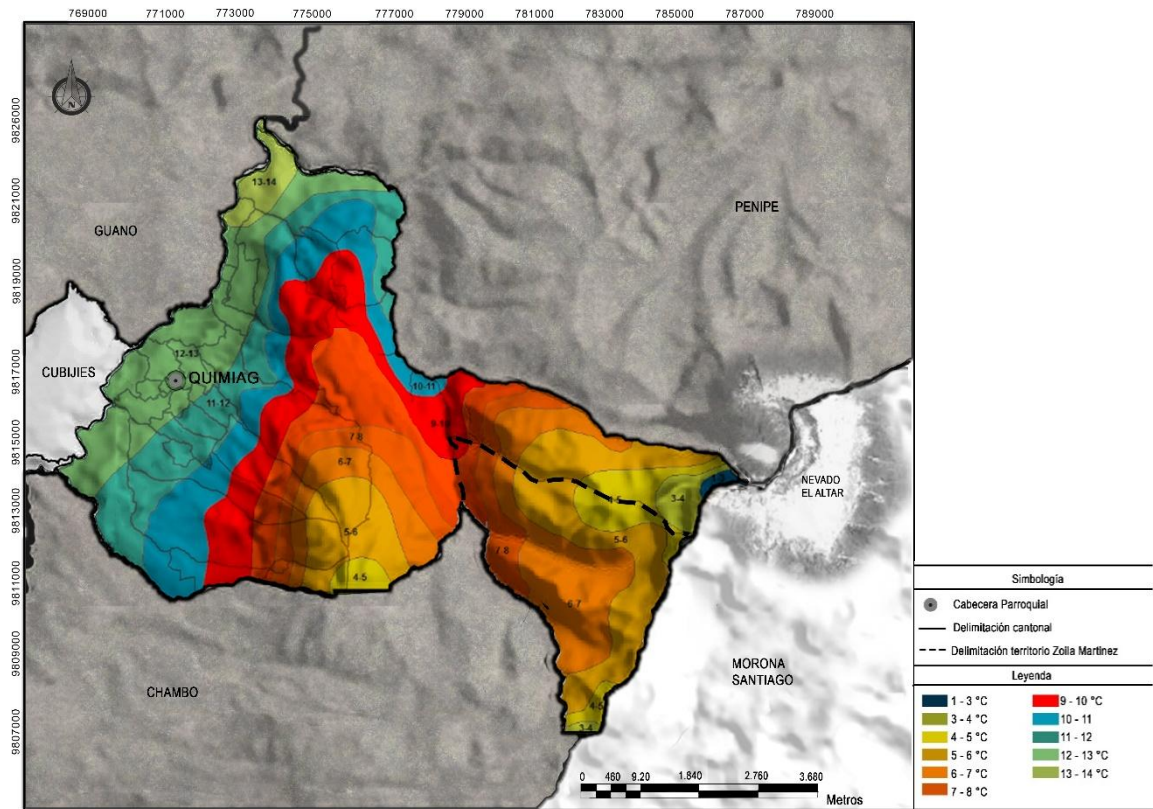 769000 771000 773000 775000 777000 779000 781000 783000 785000 787000 789000
9826000
9821000
9819000
9817000
9815000
9813000
9811000
9809000
9807000
N
13-14
PENIPE
GUANO
CUBIJIES
12-13
QUIMIAG
10-11
11-12
7-8
6-7
3-4
NEVADO
EL ALTAR
5-6
5-6
7-8
4-5
6-7
MORONA
SANTIAGO
CHAMBO
4-5
3-4
0 460 9.20 1.840 2.760 3.680
Metros
Simbología
Cabecera Parroquial
Delimitación cantonal
Delimitación territorio Zoila Martinez
Leyenda
1 - 3 °C 9 - 10 °C
3 - 4 °C 10 - 11
4 - 5 °C 11 - 12
5 - 6 °C 12 - 13 °C
6 - 7 °C 13 - 14 °C
7 - 8 °C